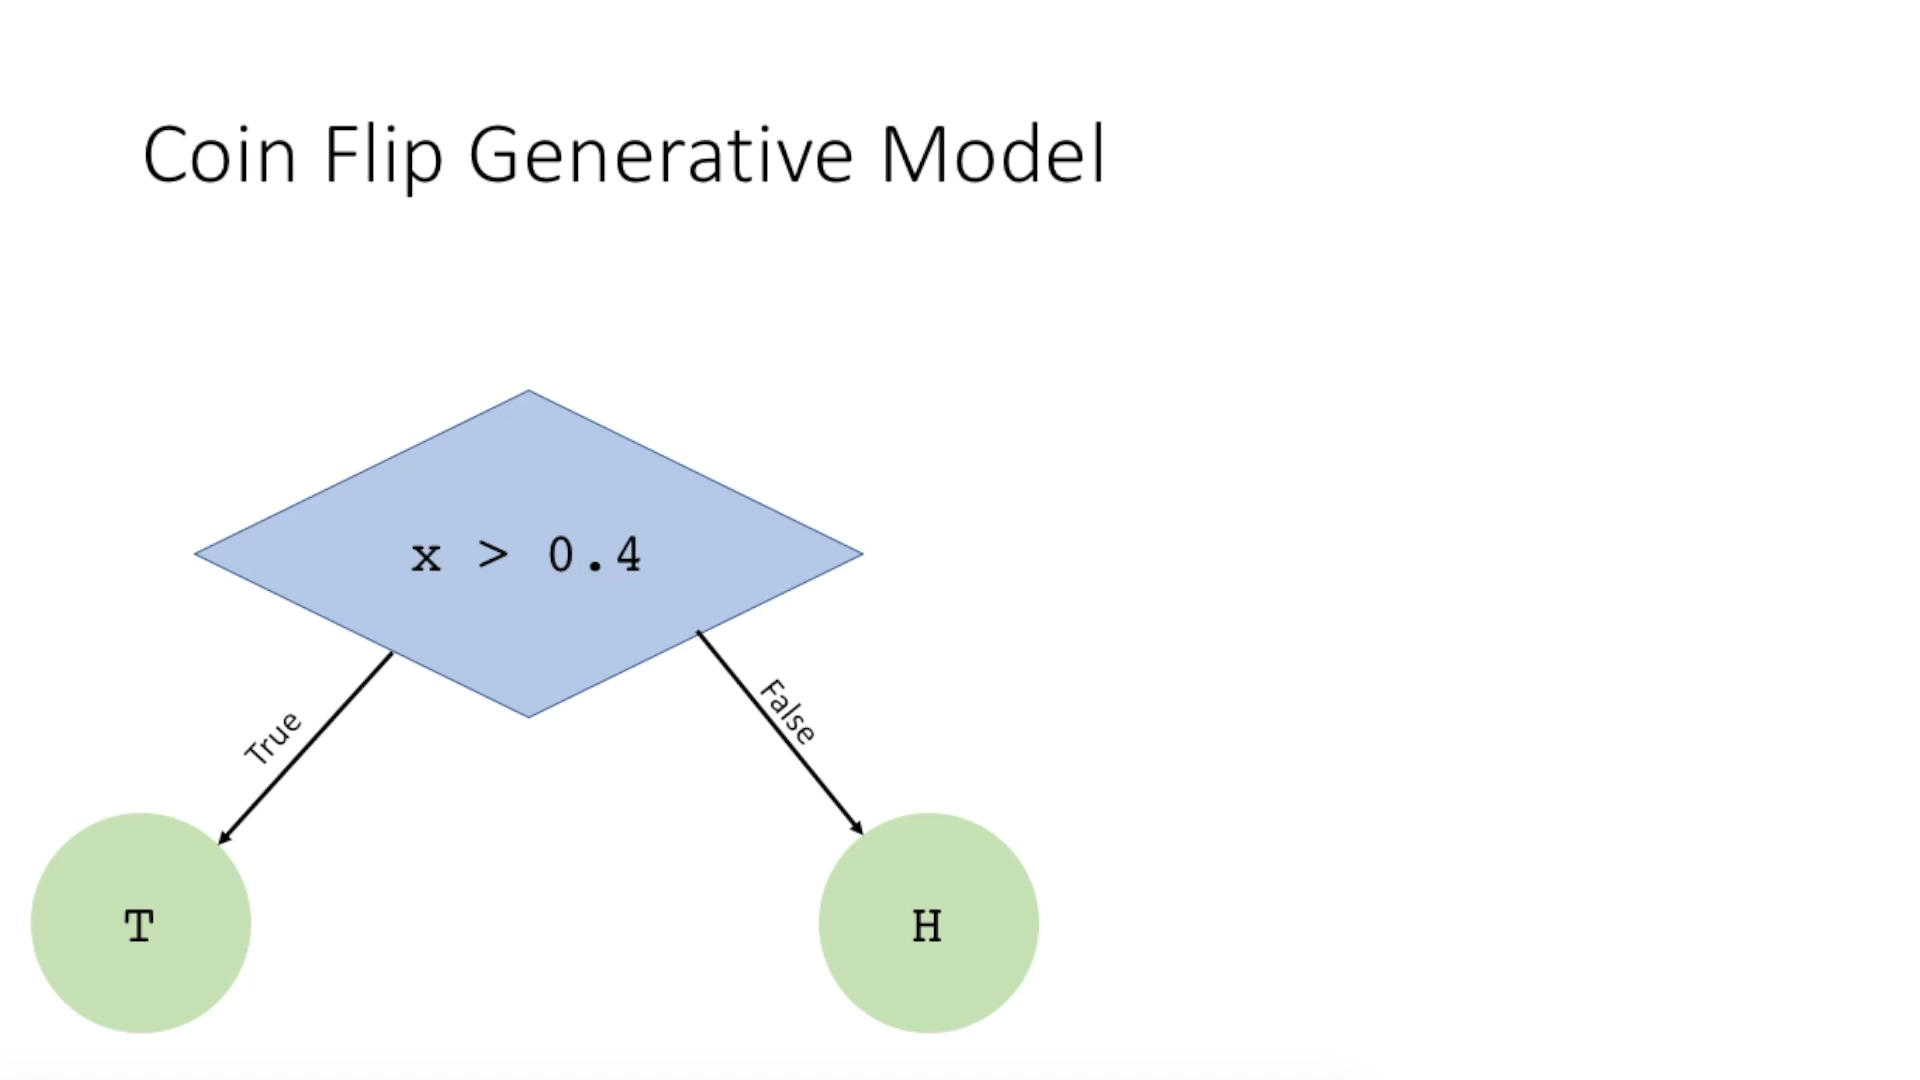 Coin Flip Generative Model
x > 0.4
True
False
T
H